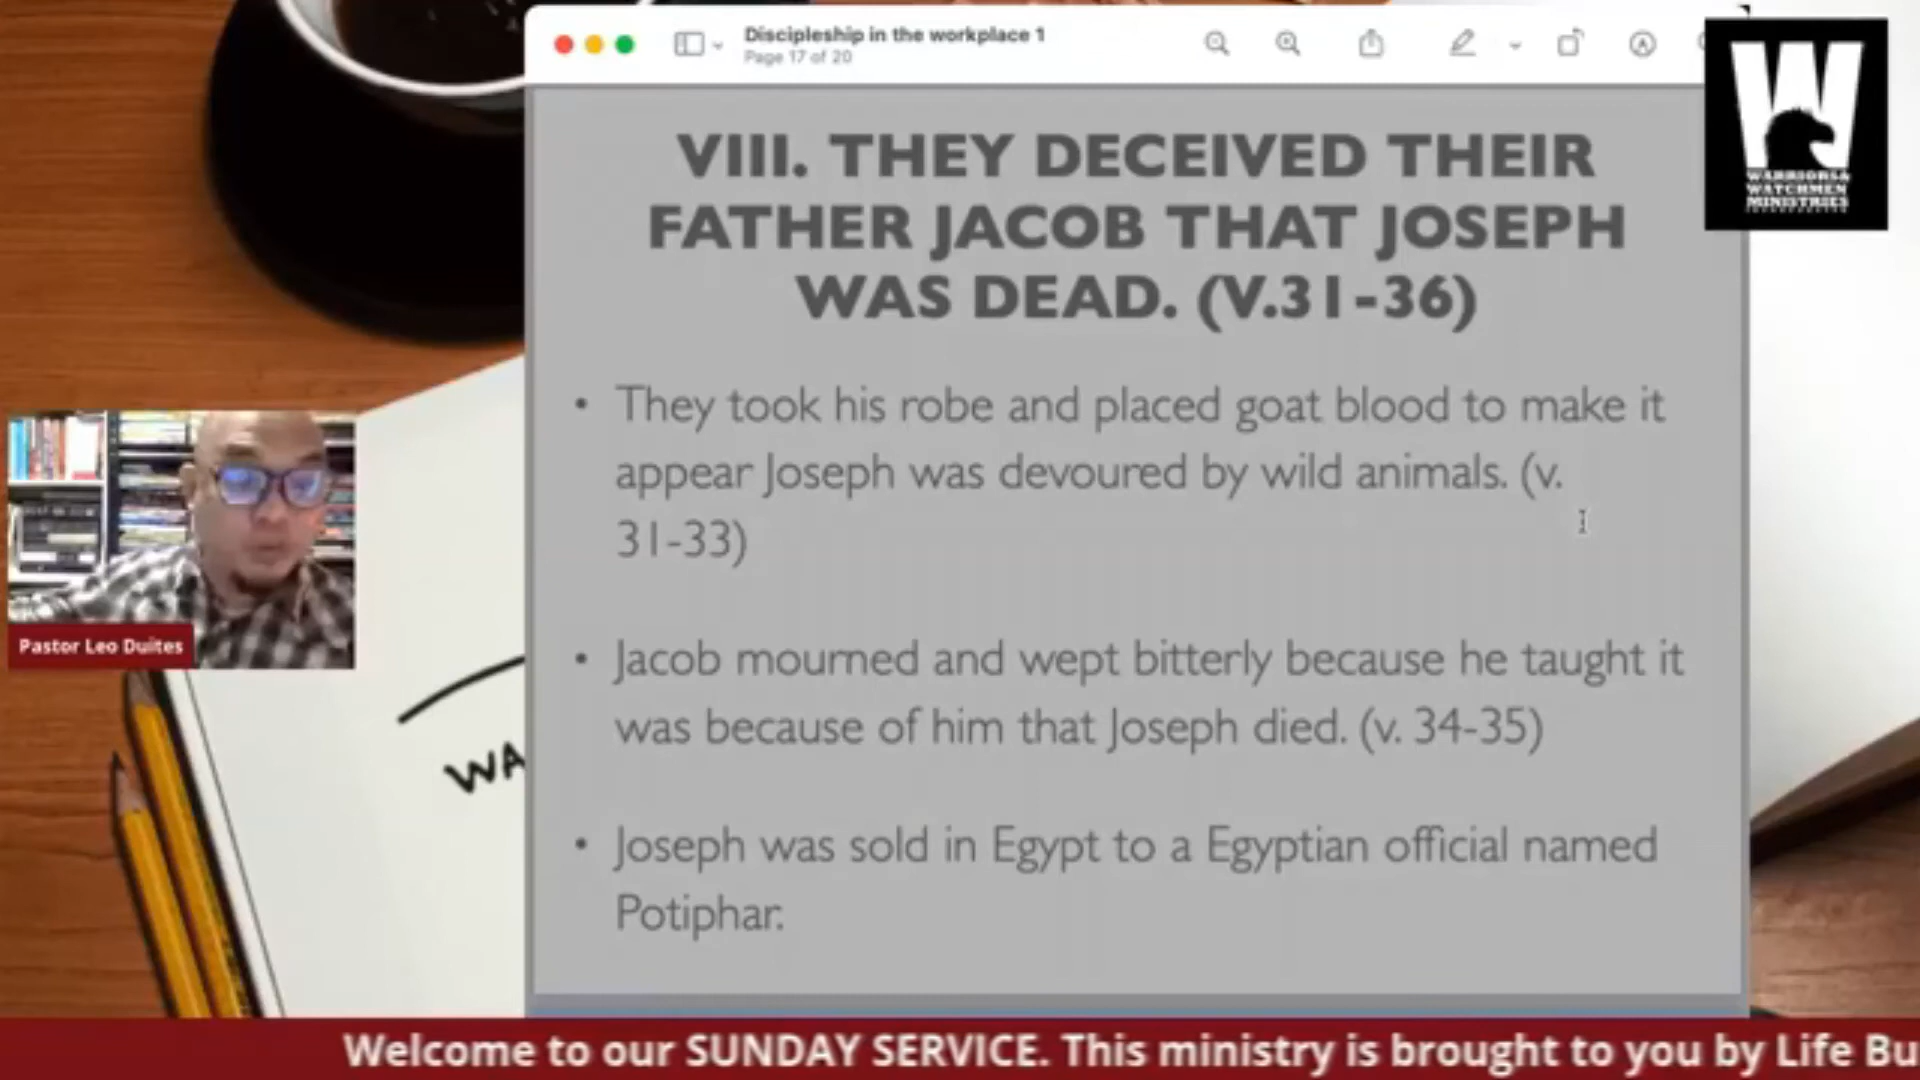 Discipleship in the workplace 1
Page 17 of 20
W
WARRIORS &
WATCHMEN
MINISTRIES
VIII. THEY DECEIVED THEIR
FATHER JACOB THAT JOSEPH
WAS DEAD. (V.31-36)
• They took his robe and placed goat blood to make it
appear Joseph was devoured by wild animals. (v.
31-33)
Pastor Leo Duites
• Jacob mourned and wept bitterly because he taught it
was because of him that Joseph died. (v. 34-35)
WA
• Joseph was sold in Egypt to a Egyptian official named
Potiphar.
Welcome to our SUNDAY SERVICE. This ministry is brought to you by Life Bu